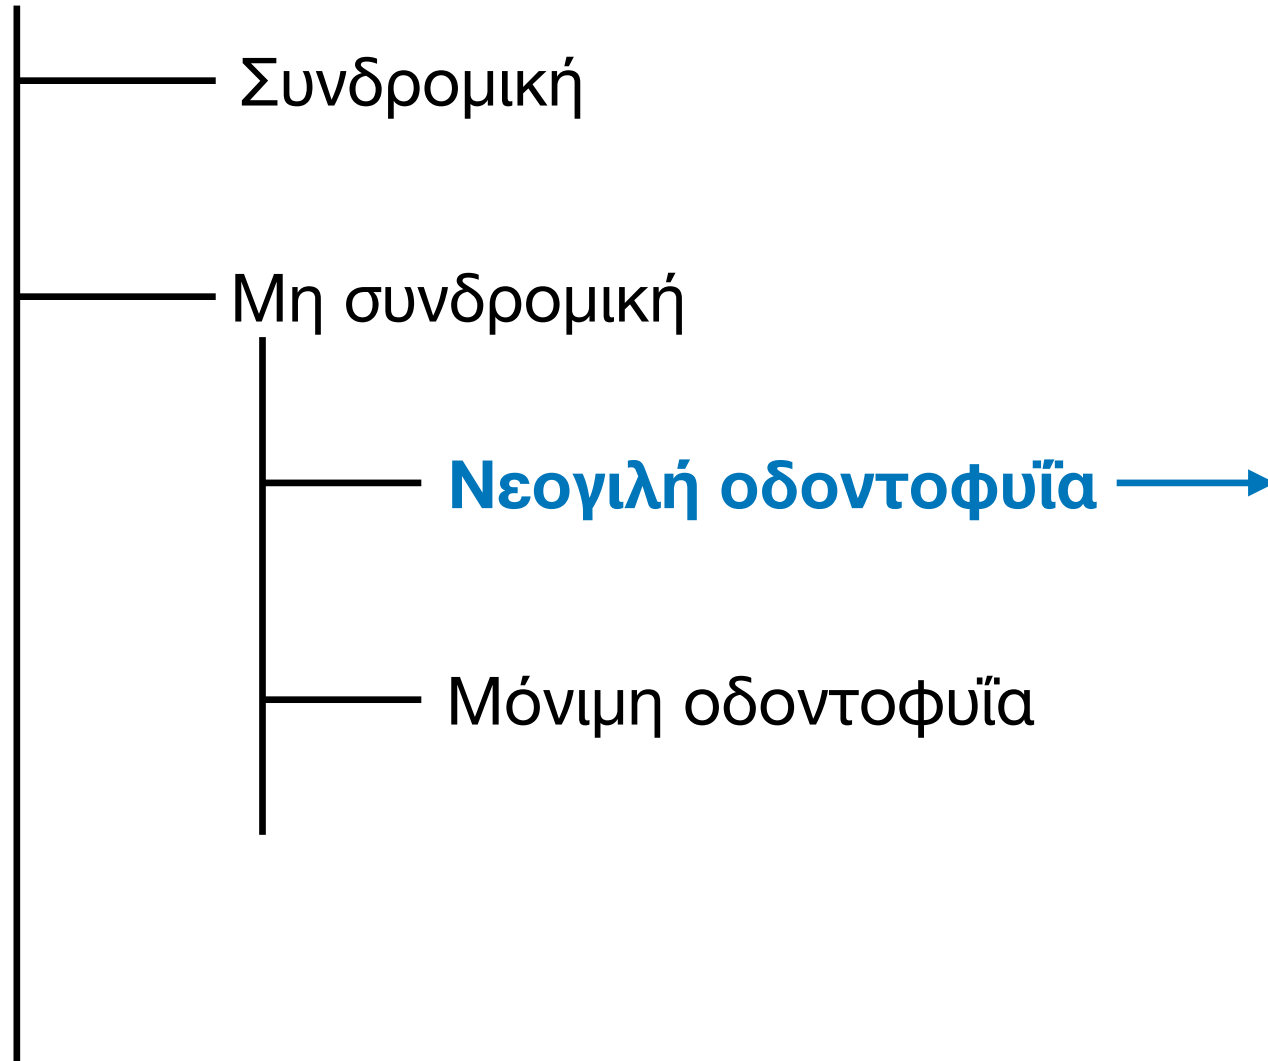 Συνδρομική
Μη συνδρομική
Νεογιλή οδοντοφυΐα
Μόνιμη οδοντοφυΐα